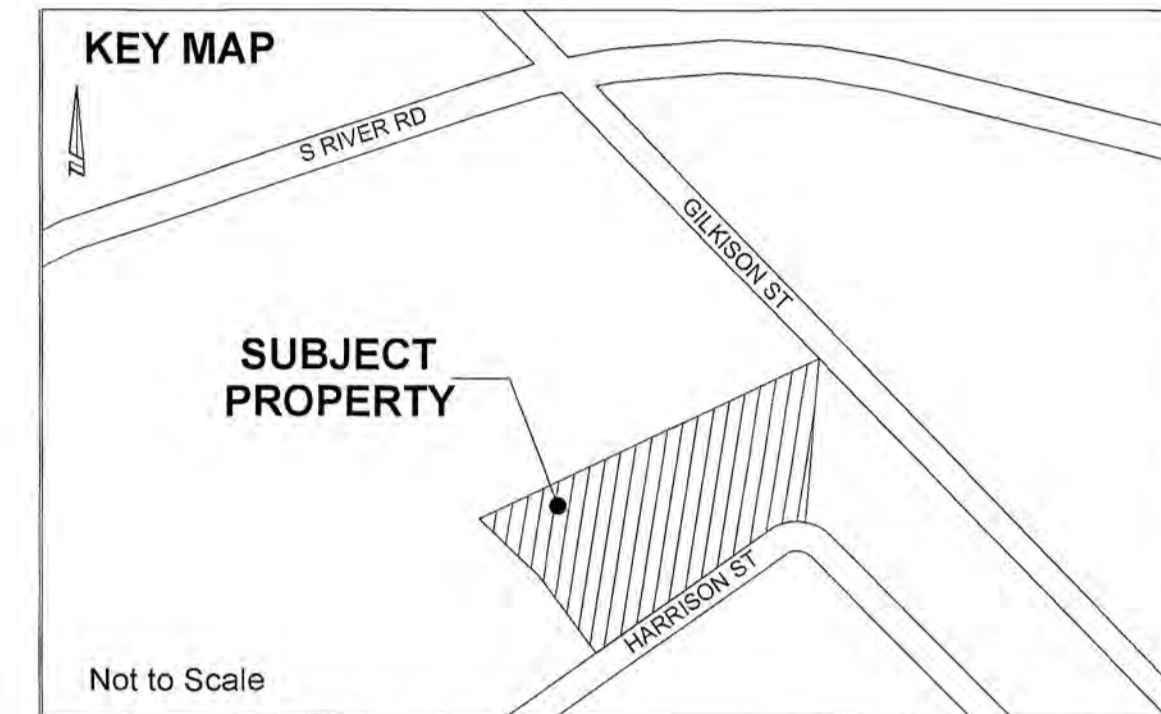 KEY MAP
S RIVER RD
GILKISON ST
SUBJECT
PROPERTY
HARRISON ST
Not to Scale